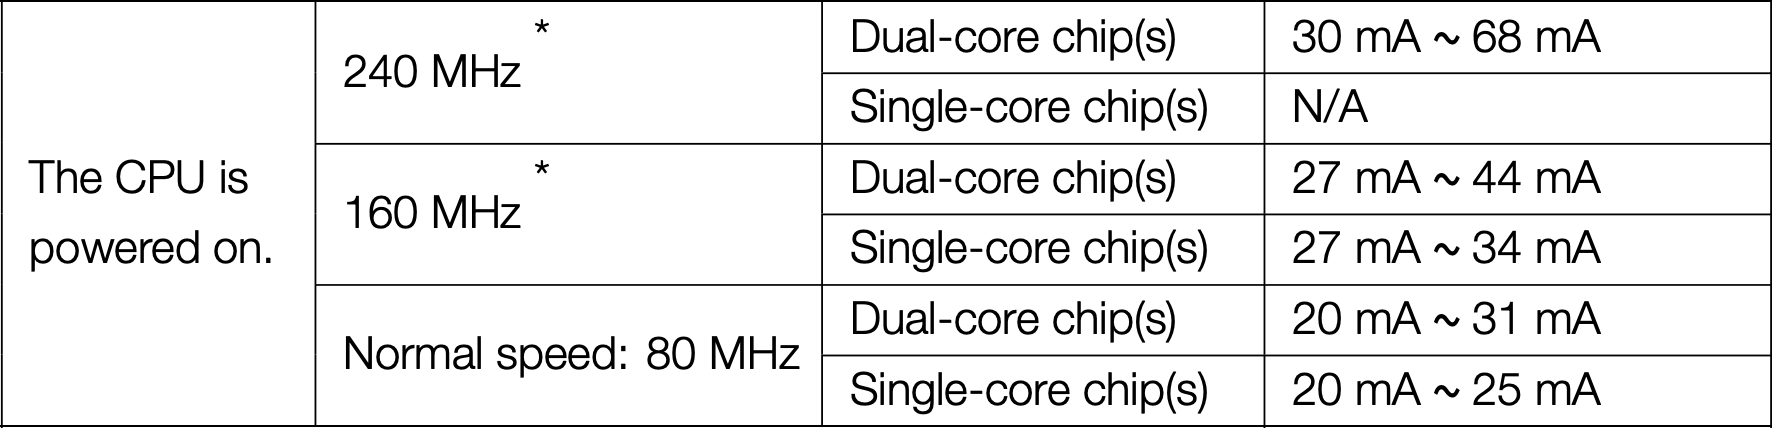 The CPU is
powered on.
240 MHz *
Dual-core chip(s) 30 mA ~ 68 mA
Single-core chip(s) N/A
160 MHz *
Dual-core chip(s) 27 mA ~ 44 mA
Single-core chip(s) 27 mA ~ 34 mA
Normal speed: 80 MHz
Dual-core chip(s) 20 mA ~ 31 mA
Single-core chip(s) 20 mA ~ 25 mA